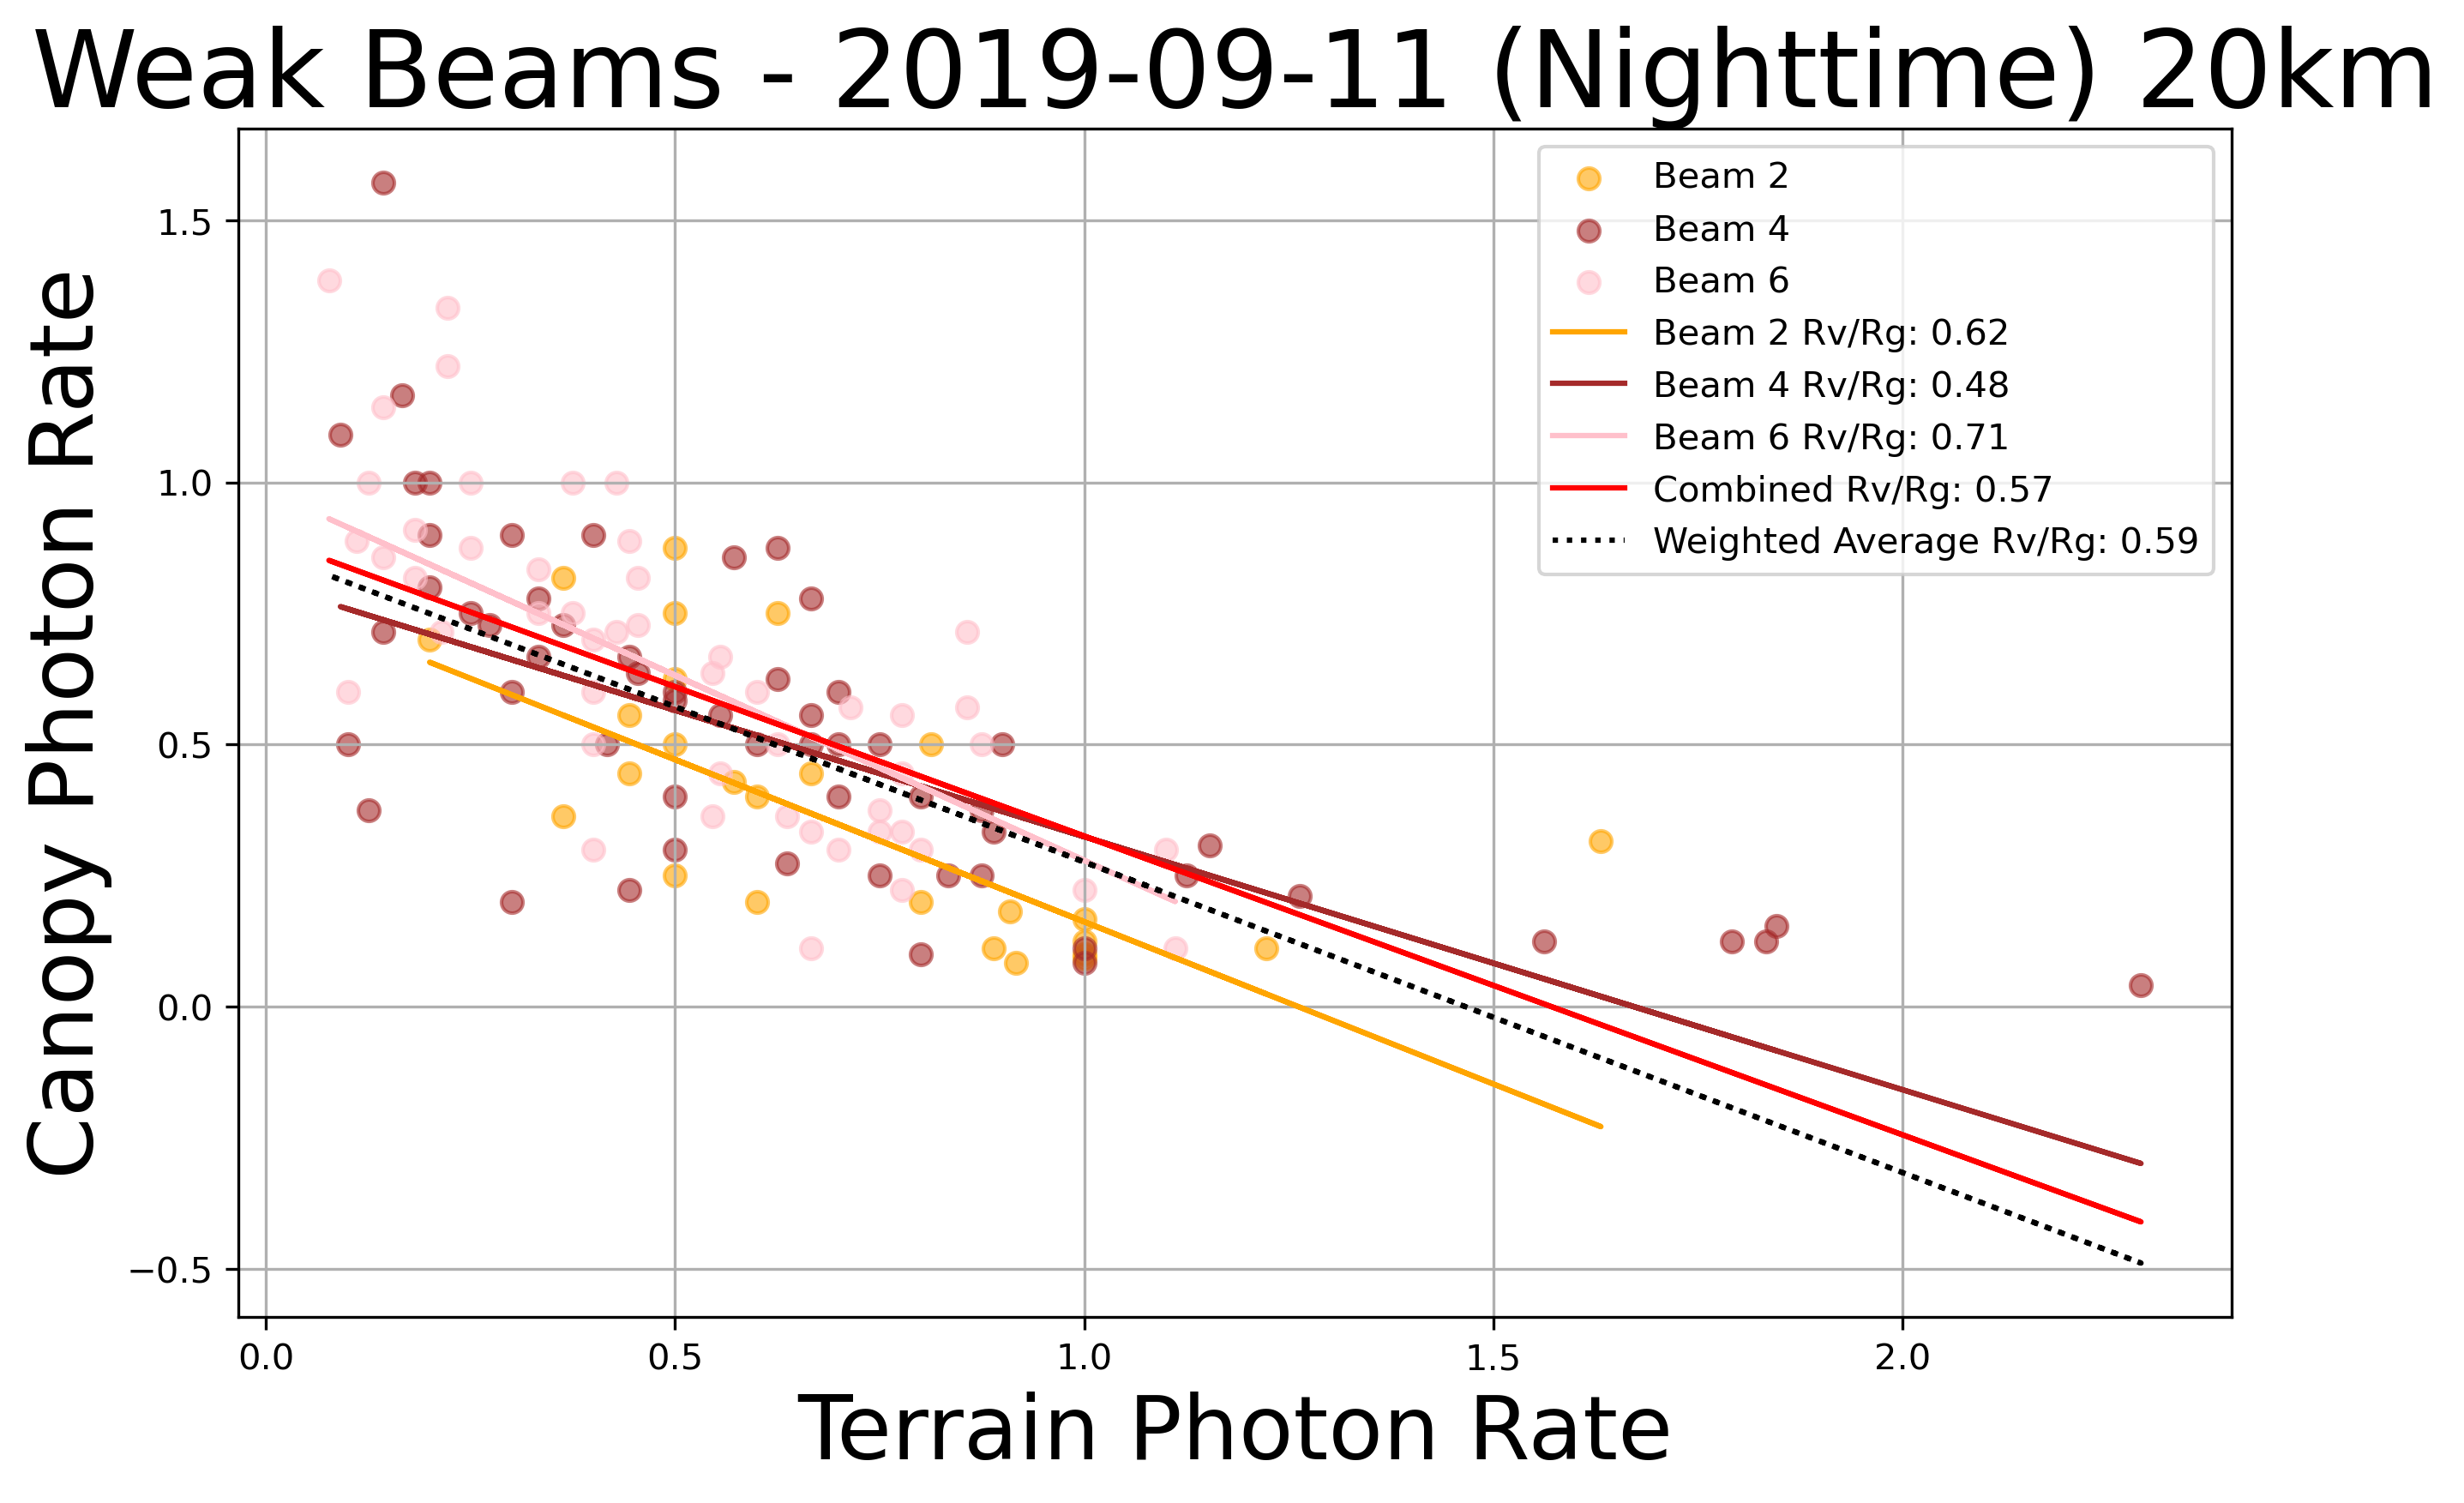 Weak Beams - 2019-09-11 (Nighttime) 20km
Canopy Photon Rate
1.5
1.0
0.5
0.0
−0.5
Beam 2
Beam 4
Beam 6
Beam 2 Rv/Rg: 0.62
Beam 4 Rv/Rg: 0.48
Beam 6 Rv/Rg: 0.71
Combined Rv/Rg: 0.57
Weighted Average Rv/Rg: 0.59
0.0 0.5 1.0 1.5 2.0
Terrain Photon Rate